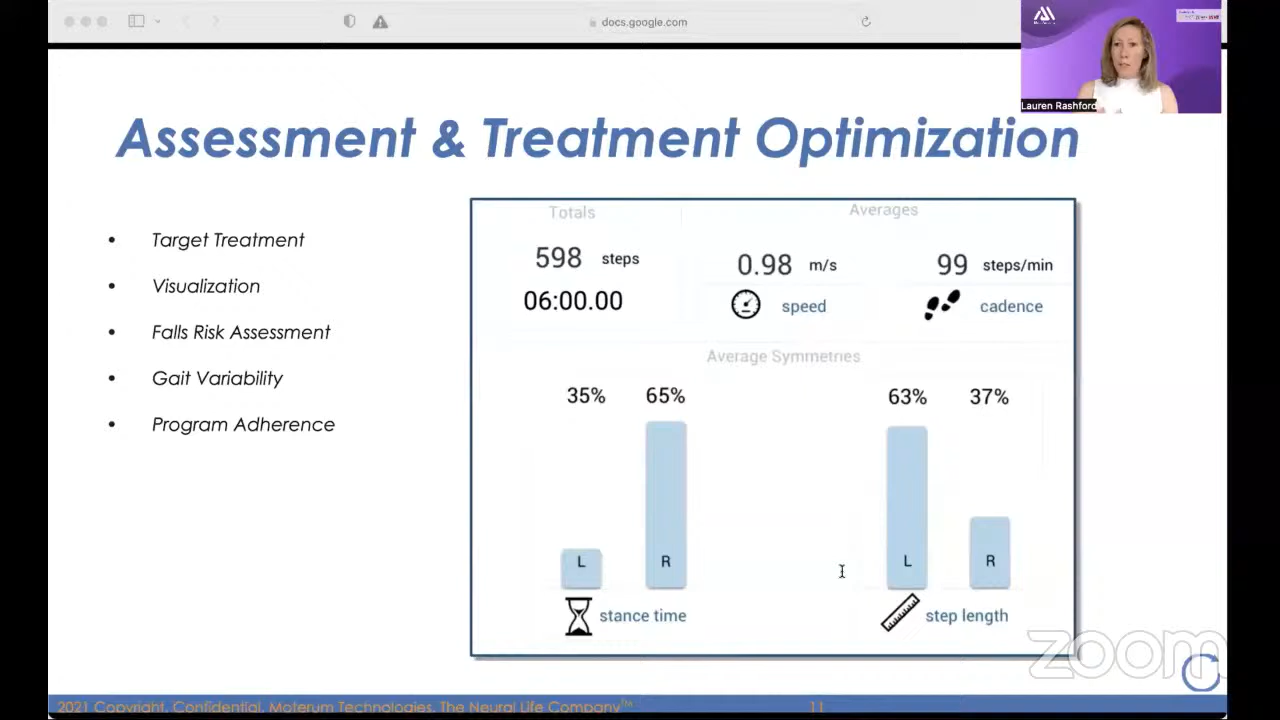 docs.google.com
Lauren Rashford
Assessment & Treatment Optimization
• Target Treatment
• Visualization
• Falls Risk Assessment
• Gait Variability
• Program Adherence
Totals
Averages
598 steps
06:00.00
0.98 m/s
speed
99 steps/min
cadence
Average Symmetries
35% 65%
L R
stance time
63% 37%
L R
step length
zoom
2021 Copyright, Confidential, Moterum Technologies, The Neural Life Company™
11